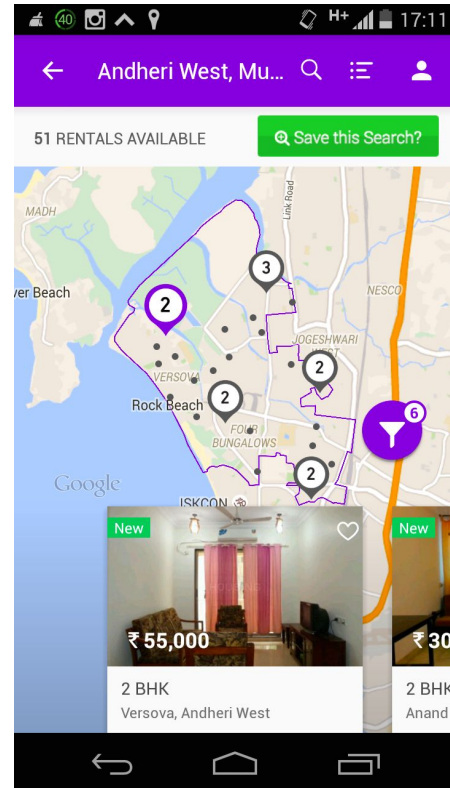 40
H+
17:11
Andheri West, Mu...
51 RENTALS AVAILABLE
Save this Search?
Link Road
MADH
3
NESCO
ver Beach
2
JOGESHWARI
WEST
2
VERSOVA
2
Rock Beach
6
FOUR
BUNGALOWS
2
Google
ISKCON
New
New
₹ 55,000
₹ 30
2 BHK
2 BHK
Versova, Andheri West
Anand